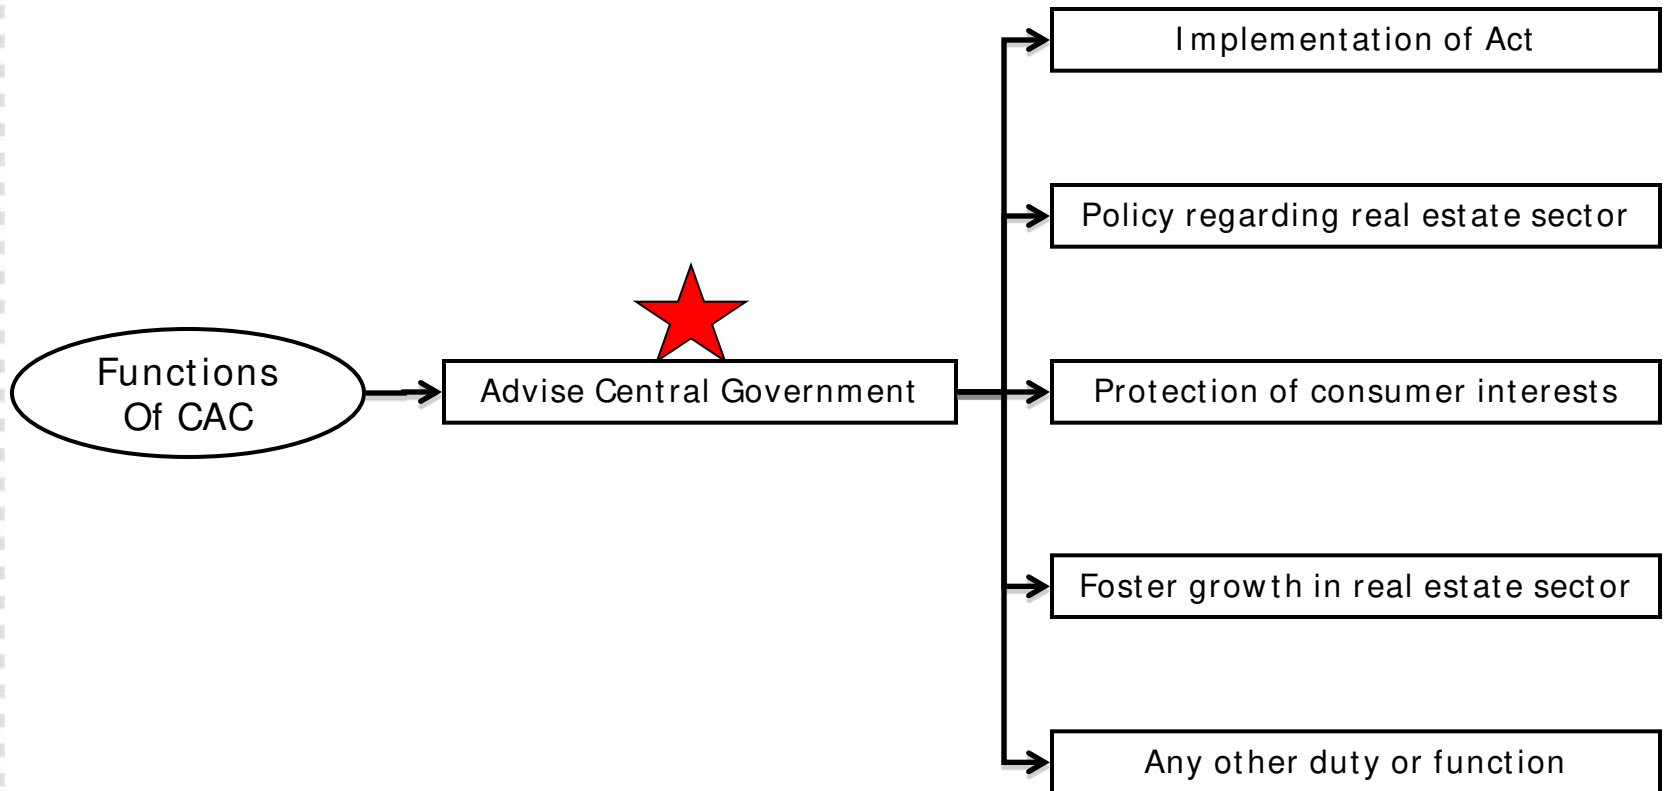 Implementation of Act
Policy regarding real estate sector
Functions
Of CAC
Advise Central Government
Protection of consumer interests
Foster growth in real estate sector
Any other duty or function